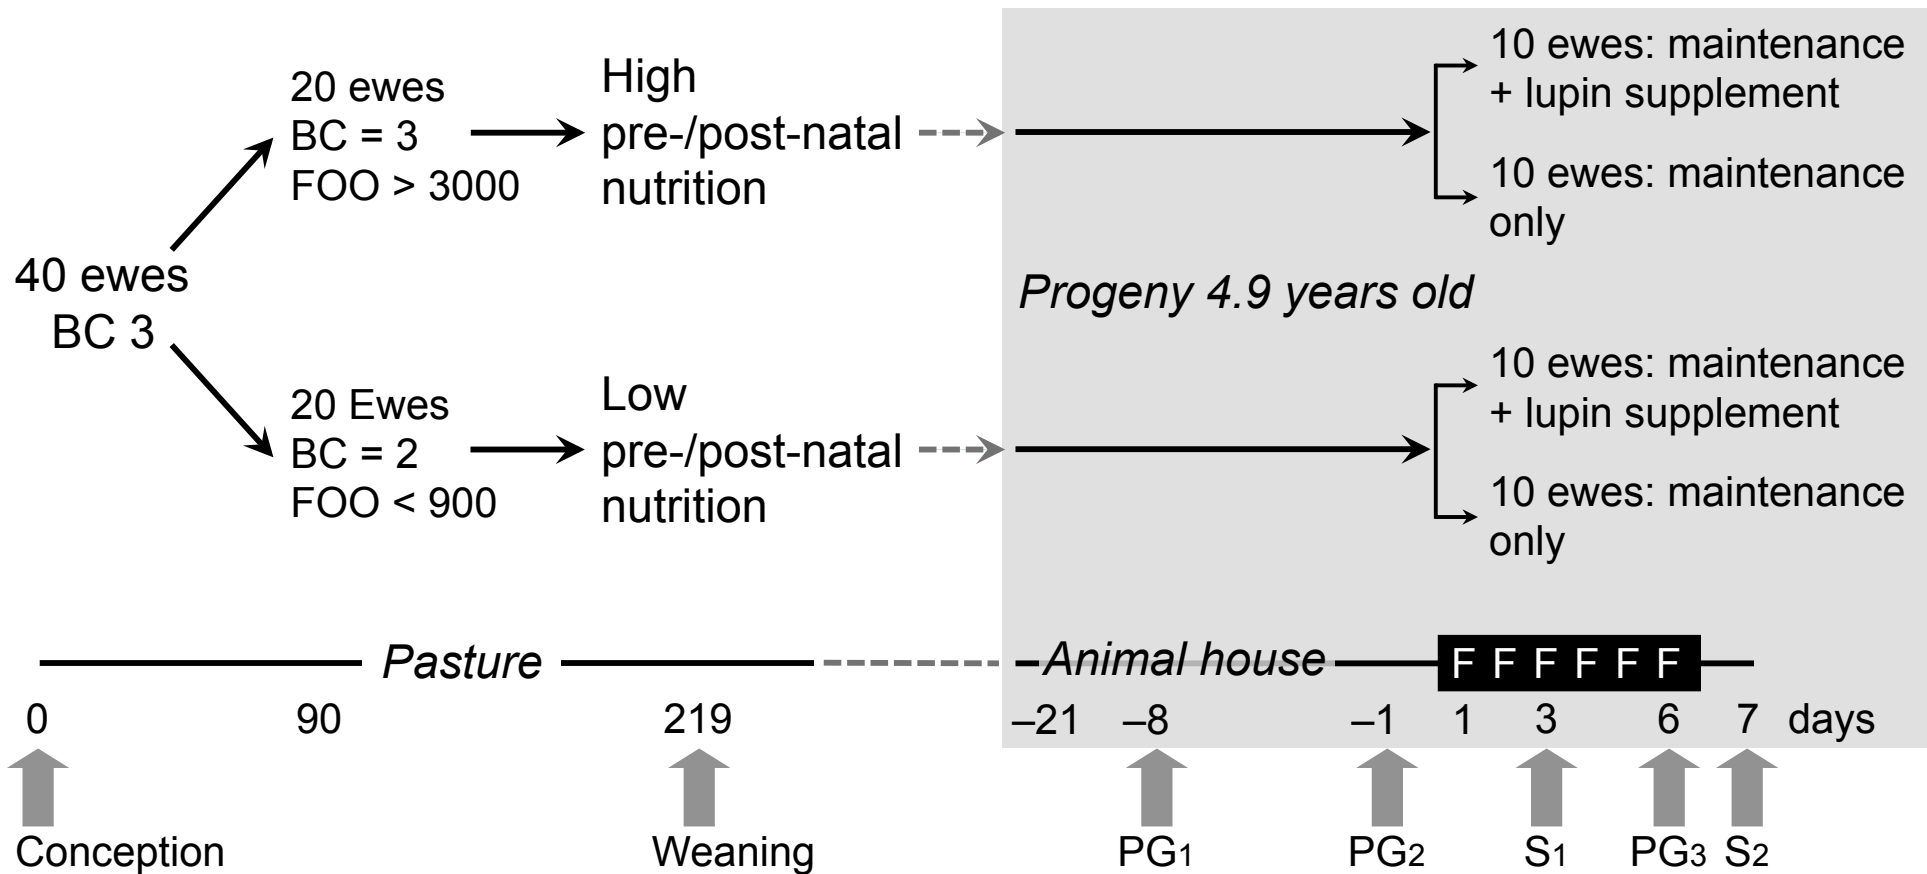 40 ewes
BC 3
20 ewes
BC = 3
FOO > 3000
High
pre-/post-natal
nutrition
10 ewes: maintenance
+ lupin supplement
10 ewes: maintenance
only
Progeny 4.9 years old
20 Ewes
BC = 2
FOO < 900
Low
pre-/post-natal
nutrition
10 ewes: maintenance
+ lupin supplement
10 ewes: maintenance
only
Pasture
Animal house
F F F F F F
0 90 219 –21 –8 –1 1 3 6 7 days
Conception Weaning PG1 PG2 S1 PG3 S2